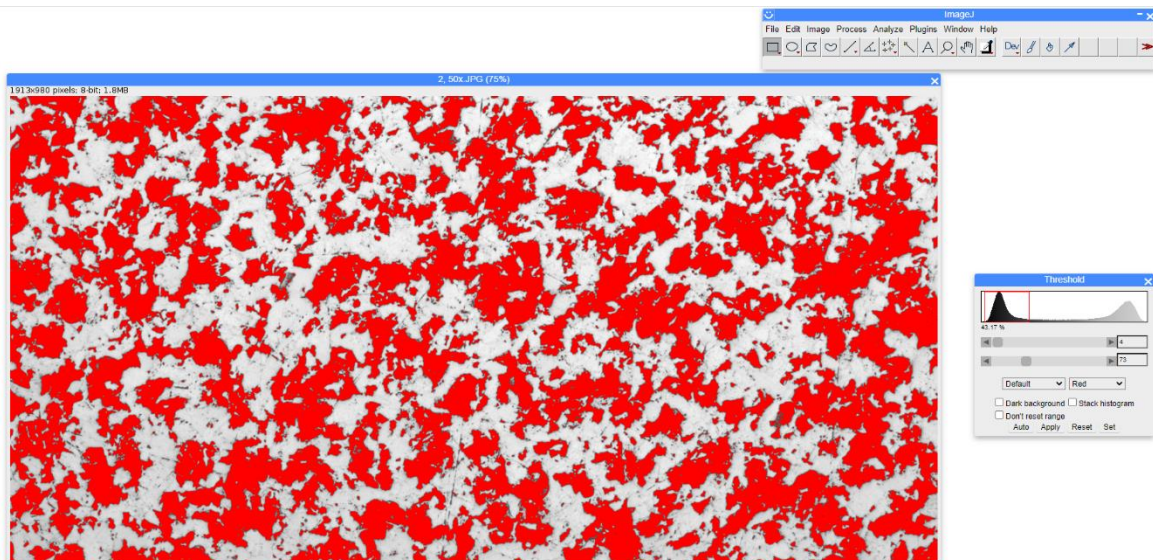 ImageJ
File Edit Image Process Analyze Plugins Window Help
Dev
2, 50x.JPG (75%)
1913x980 pixels; 8-bit; 1.8MB
Threshold
43.17 %
4
73
Default Red
Dark background Stack histogram
Don't reset range
Auto Apply Reset Set